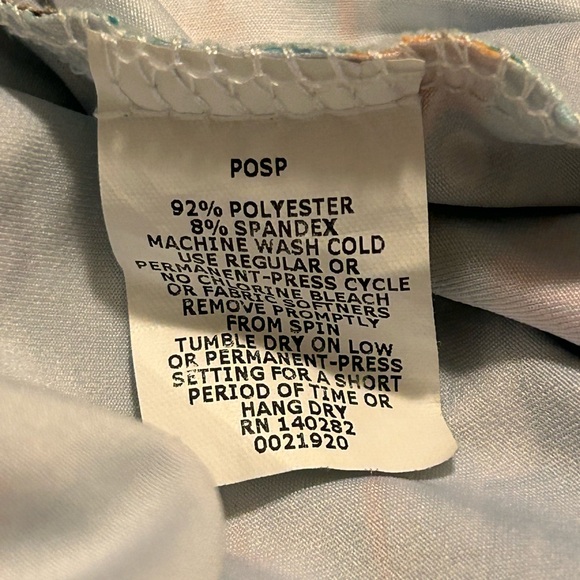 POSP
92% POLYESTER
8% SPANDEX
MACHINE WASH COLD
USE REGULAR OR
PERMANENT-PRESS CYCLE
NO CHLORINE BLEACH
OR FABRIC SOFTNERS
REMOVE PROMPTLY
FROM SPIN
TUMBLE DRY ON LOW
OR PERMANENT-PRESS
SETTING FOR A SHORT
PERIOD OF TIME OR
HANG DRY
RN 140282
0021920